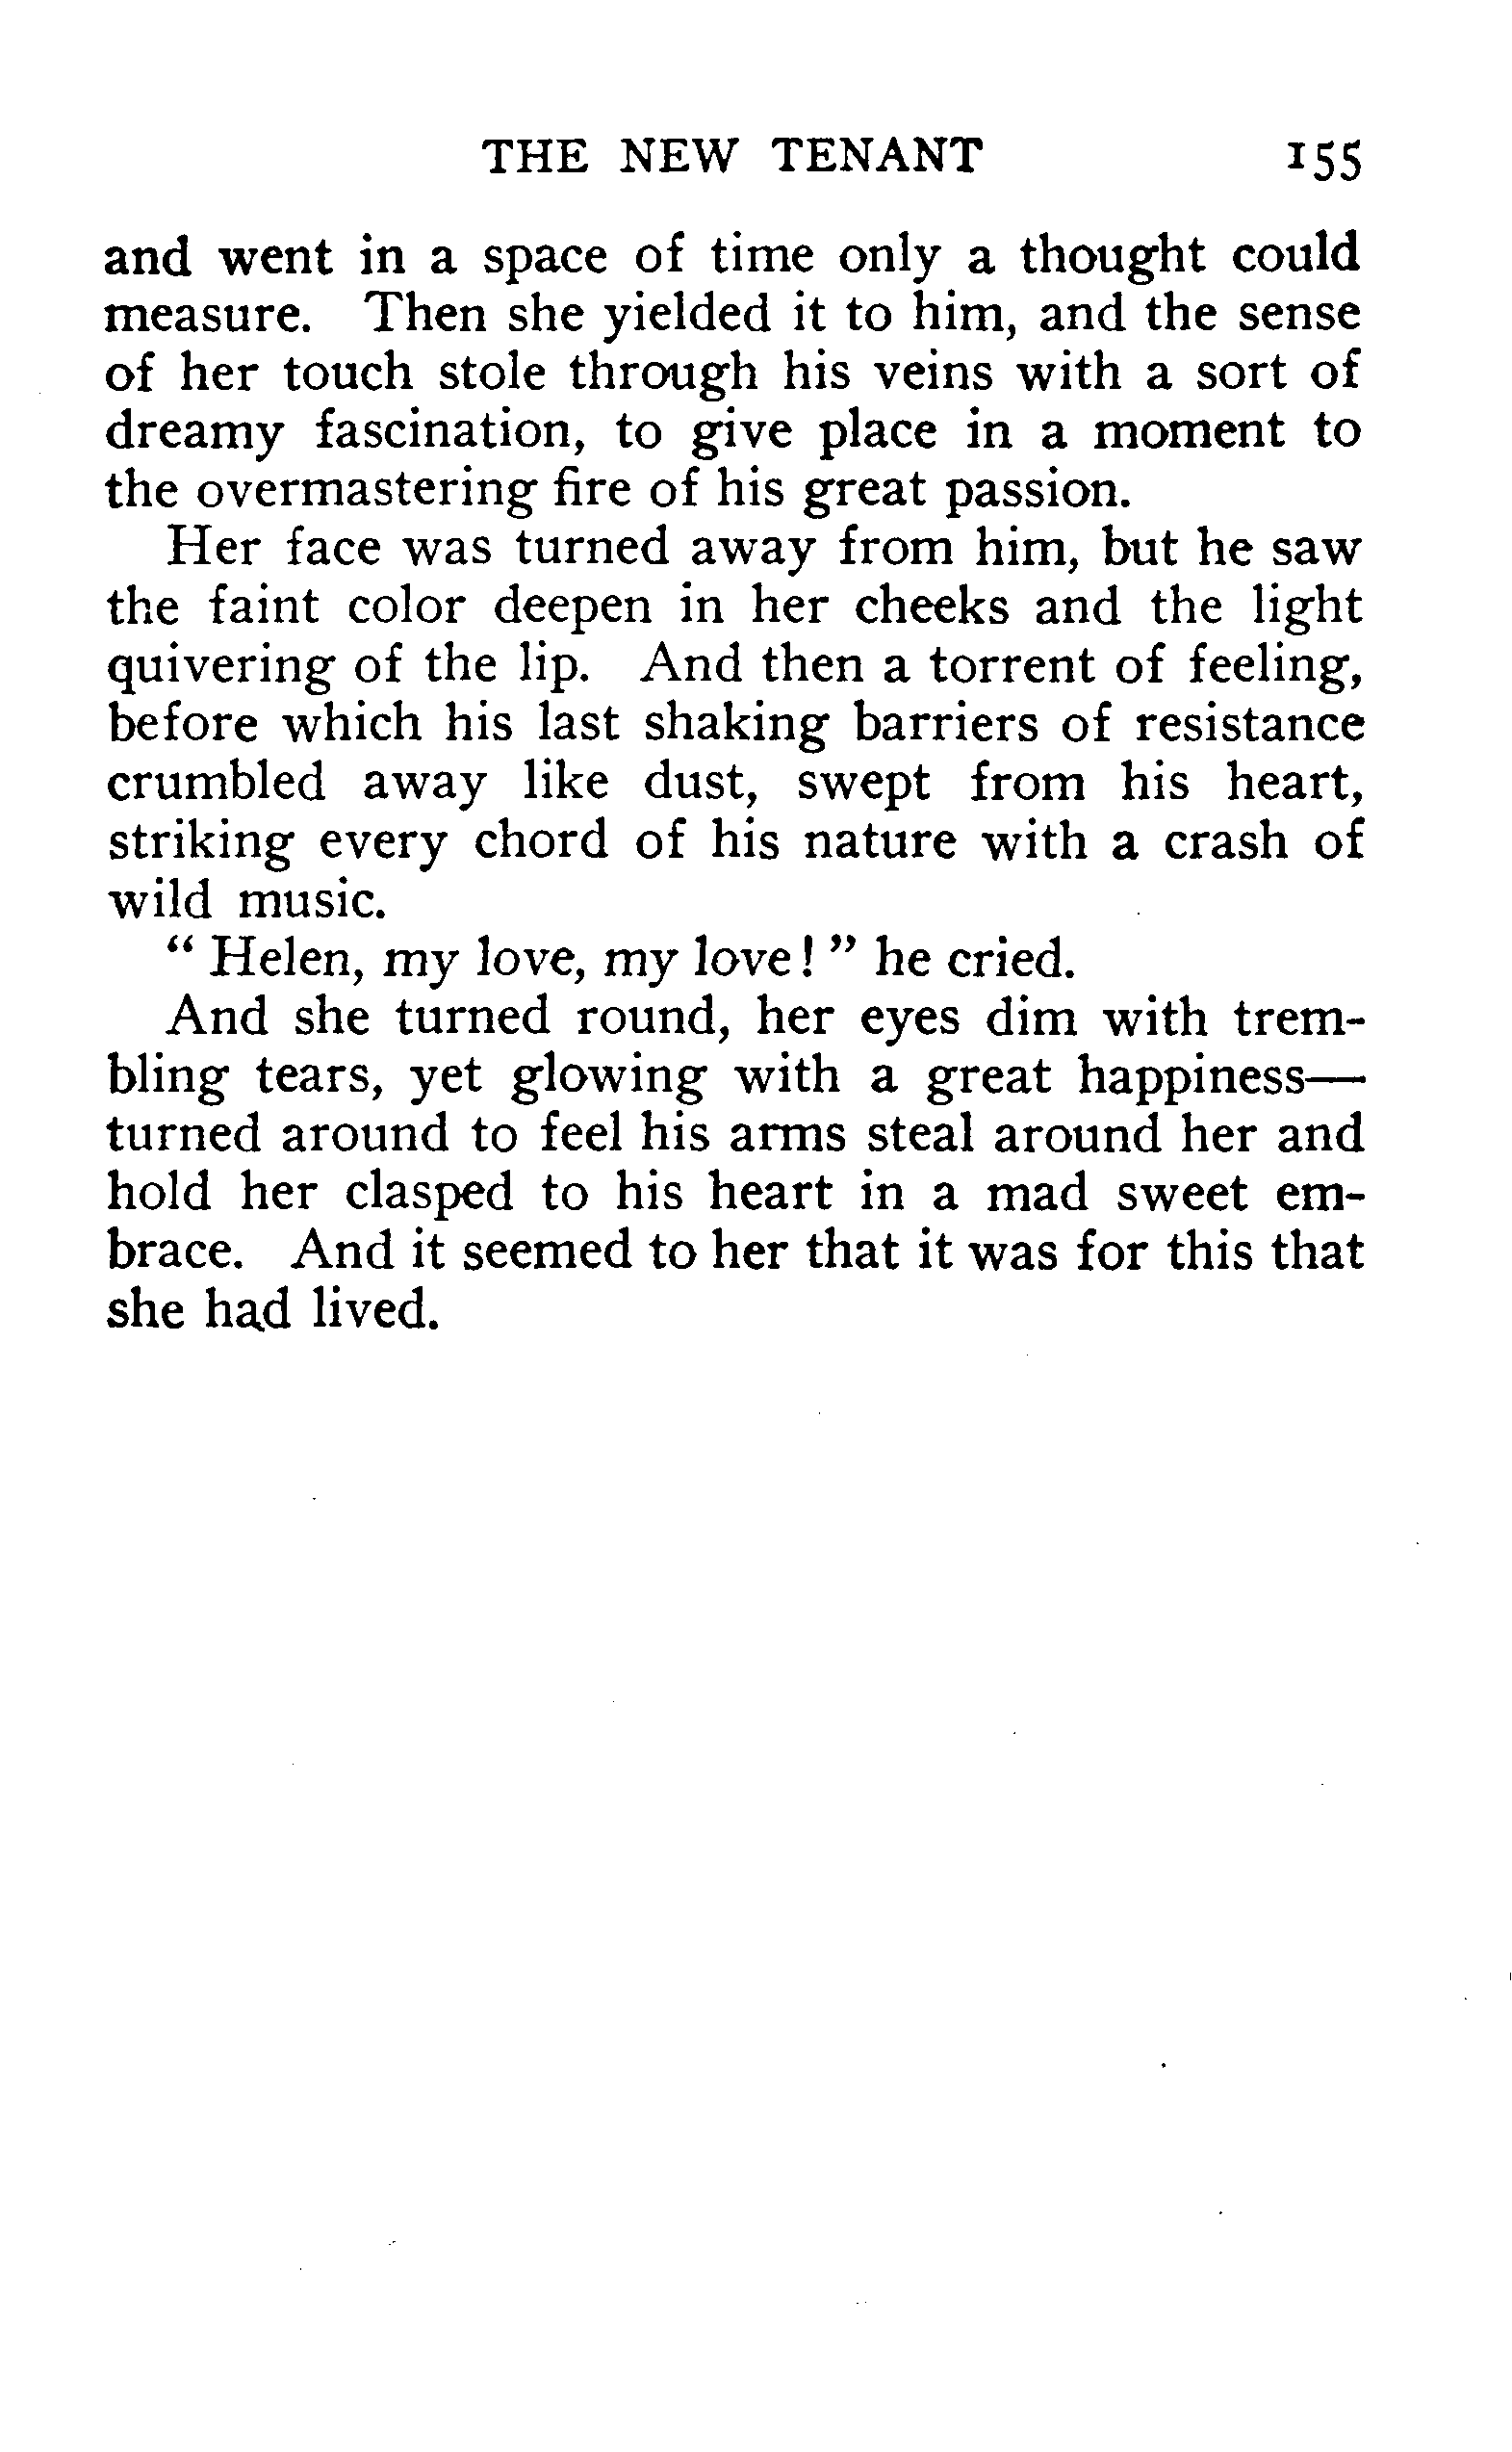 THE NEW TENANT 155
and went in a space of time only a thought could
measure. Then she yielded it to him, and the sense
of her touch stole through his veins with a sort of
dreamy fascination, to give place in a moment to
the overmastering fire of his great passion.
Her face was turned away from him, but he saw
the faint color deepen in her cheeks and the light
quivering of the lip. And then a torrent of feeling,
before which his last shaking barriers of resistance
crumbled away like dust, swept from his heart,
striking every chord of his nature with a crash of
wild music.
“ Helen, my love, my love! ” he cried.
And she turned round, her eyes dim with trem-
bling tears, yet glowing with a great happiness—
turned around to feel his arms steal around her and
hold her clasped to his heart in a mad sweet em-
brace. And it seemed to her that it was for this that
she had lived.